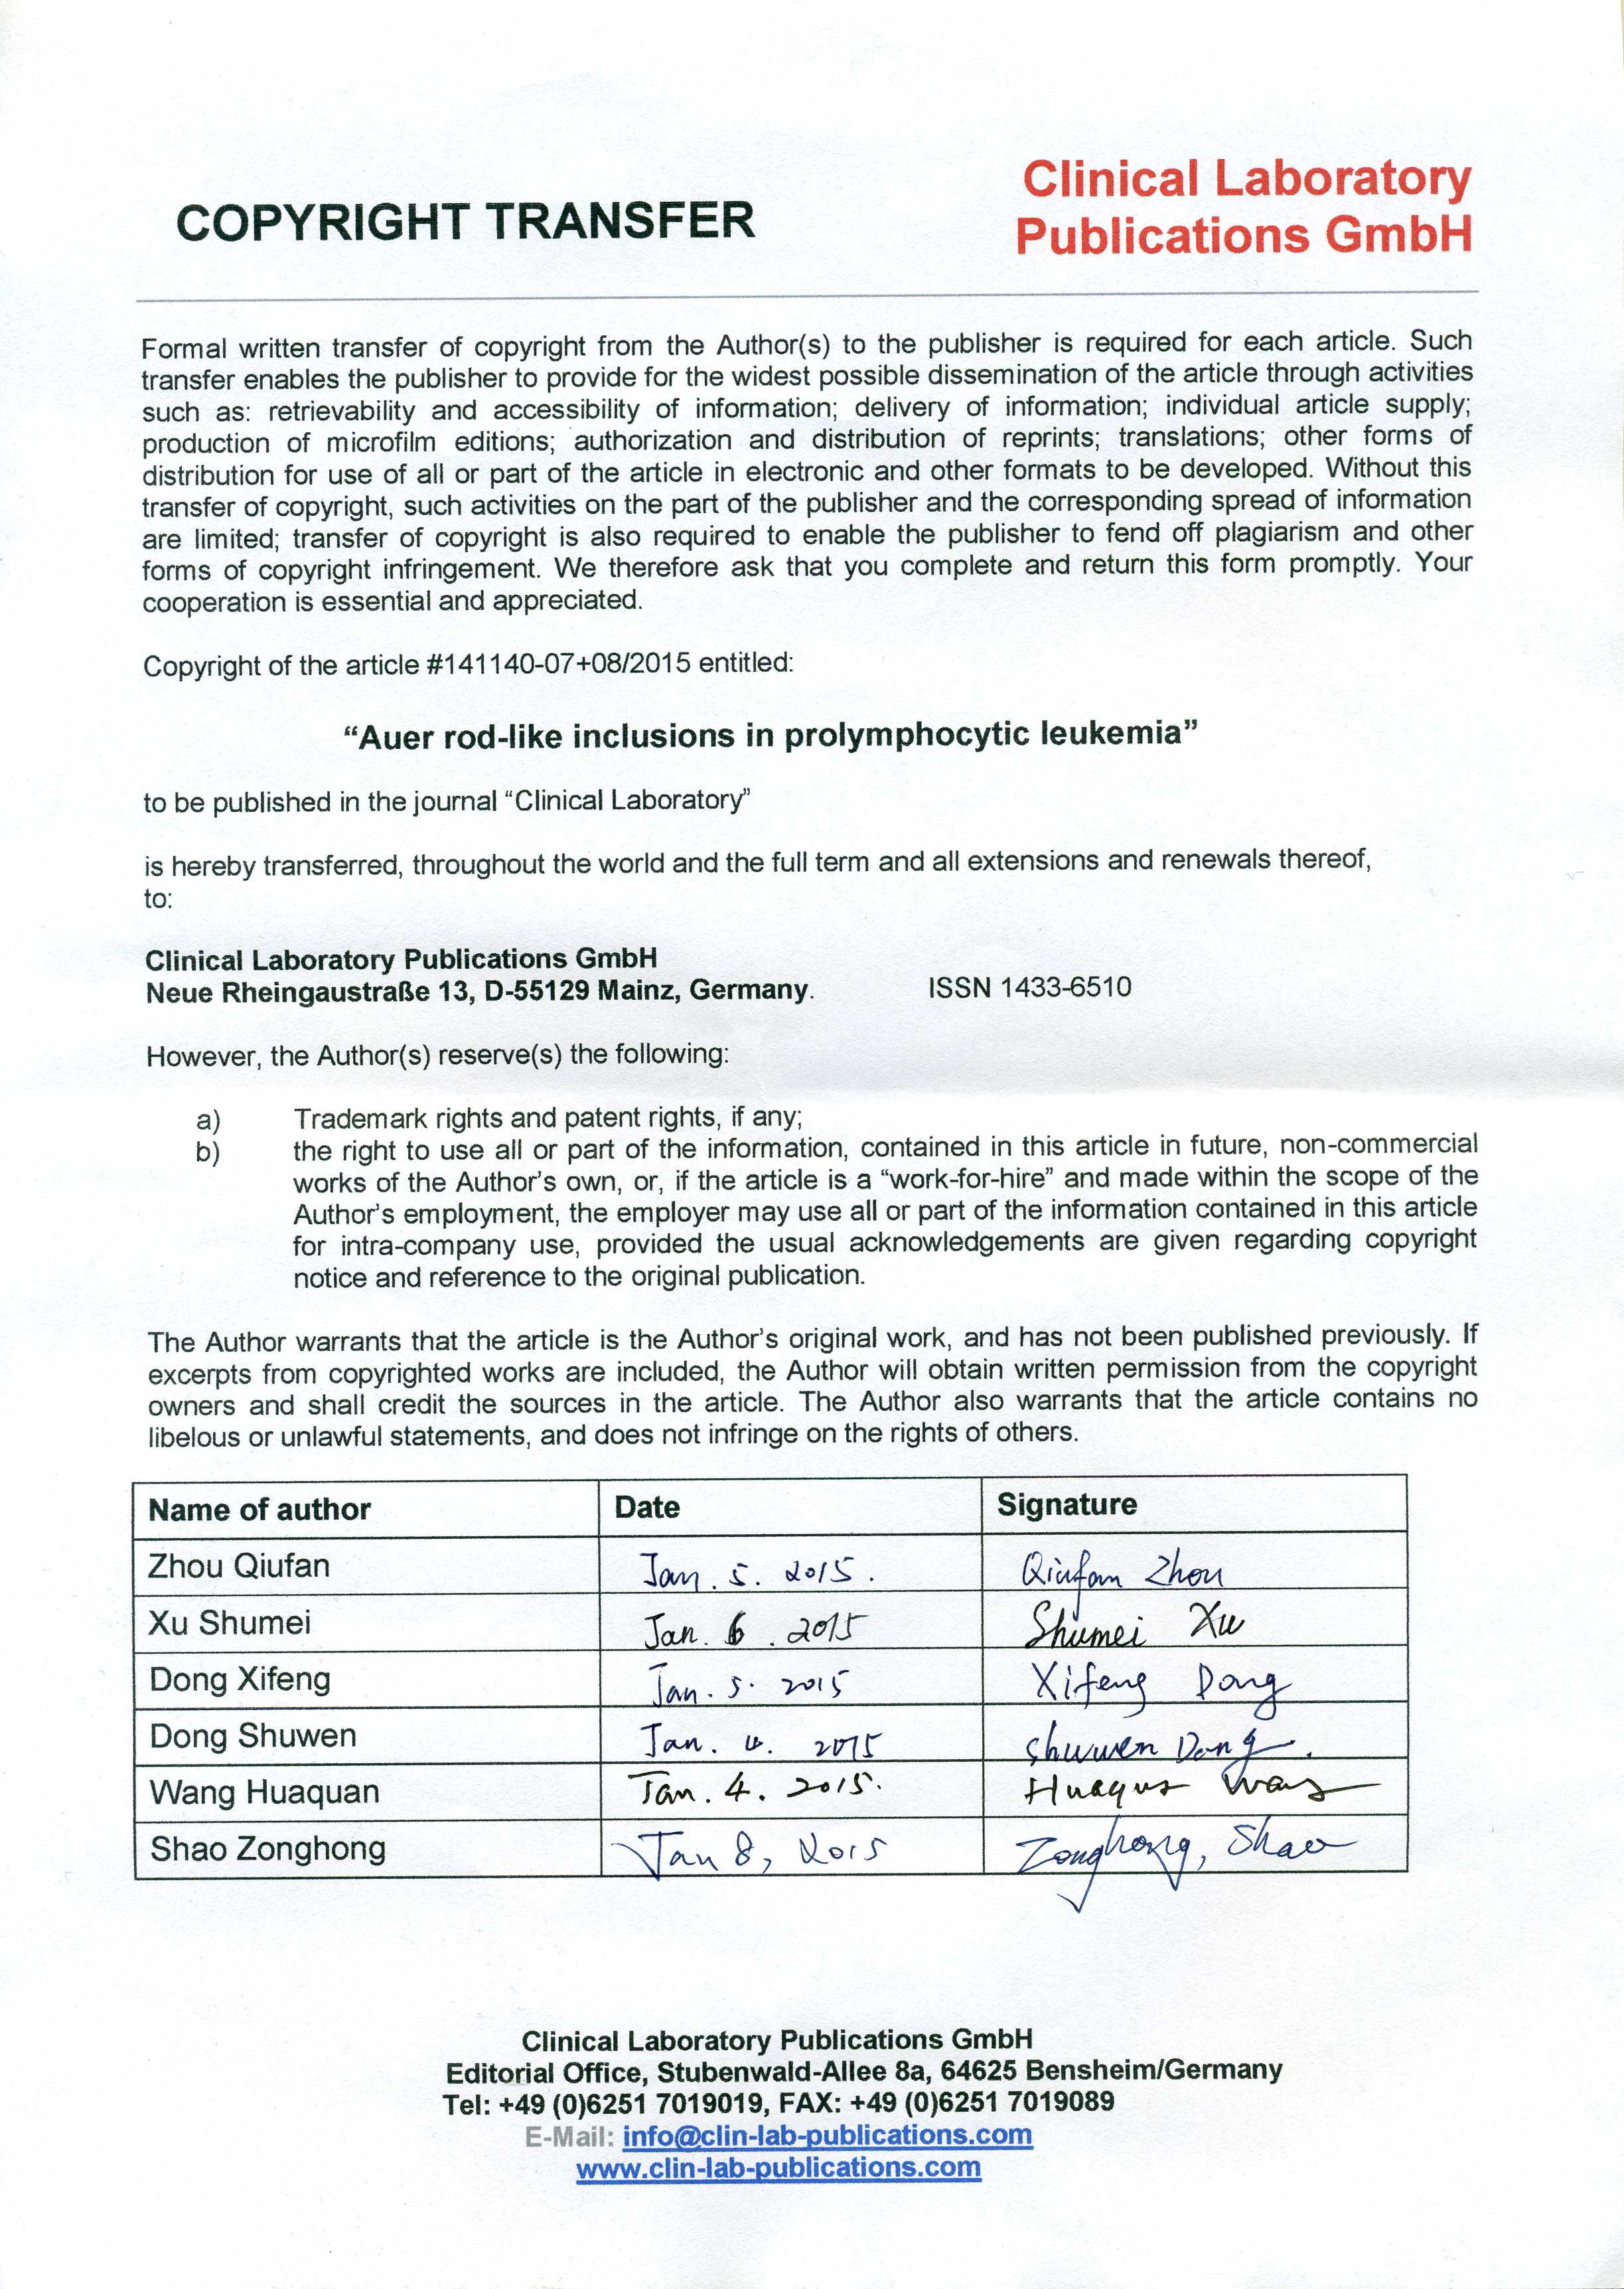 COPYRIGHT TRANSFER
Clinical Laboratory
Publications GmbH
Formal written transfer of copyright from the Author(s) to the publisher is required for each article. Such
transfer enables the publisher to provide for the widest possible dissemination of the article through activities
such as: retrievability and accessibility of information; delivery of information; individual article supply;
production of microfilm editions; authorization and distribution of reprints; translations; other forms of
distribution for use of all or part of the article in electronic and other formats to be developed. Without this
transfer of copyright, such activities on the part of the publisher and the corresponding spread of information
are limited; transfer of copyright is also required to enable the publisher to fend off plagiarism and other
forms of copyright infringement. We therefore ask that you complete and return this form promptly. Your
cooperation is essential and appreciated.
Copyright of the article #141140-07+08/2015 entitled:
“Auer rod-like inclusions in prolymphocytic leukemia”
to be published in the journal “Clinical Laboratory”
is hereby transferred, throughout the world and the full term and all extensions and renewals thereof,
to:
Clinical Laboratory Publications GmbH
Neue Rheingaustraße 13, D-55129 Mainz, Germany. ISSN 1433-6510
However, the Author(s) reserve(s) the following:
a) Trademark rights and patent rights, if any;
b) the right to use all or part of the information, contained in this article in future, non-commercial
works of the Author's own, or, if the article is a “work-for-hire” and made within the scope of the
Author's employment, the employer may use all or part of the information contained in this article
for intra-company use, provided the usual acknowledgements are given regarding copyright
notice and reference to the original publication.
The Author warrants that the article is the Author's original work, and has not been published previously. If
excerpts from copyrighted works are included, the Author will obtain written permission from the copyright
owners and shall credit the sources in the article. The Author also warrants that the article contains no
libelous or unlawful statements, and does not infringe on the rights of others.
Name of author Date Signature
Zhou Qiufan Jan. 5. 2015. Qiufan Zhou
Xu Shumei Jan. 6. 2015 Shumei Xu
Dong Xifeng Jan. 5. 2015 Xifeng Dong
Dong Shuwen Jan. 4. 2015 Shuwen Dong.
Wang Huaquan Jan. 4. 2015. Huaquan Wang
Shao Zonghong Jan 8, 2015 Zonghong, Shao
Clinical Laboratory Publications GmbH
Editorial Office, Stubenwald-Allee 8a, 64625 Bensheim/Germany
Tel: +49 (0)6251 7019019, FAX: +49 (0)6251 7019089
E-Mail: info@clin-lab-publications.com
www.clin-lab-publications.com